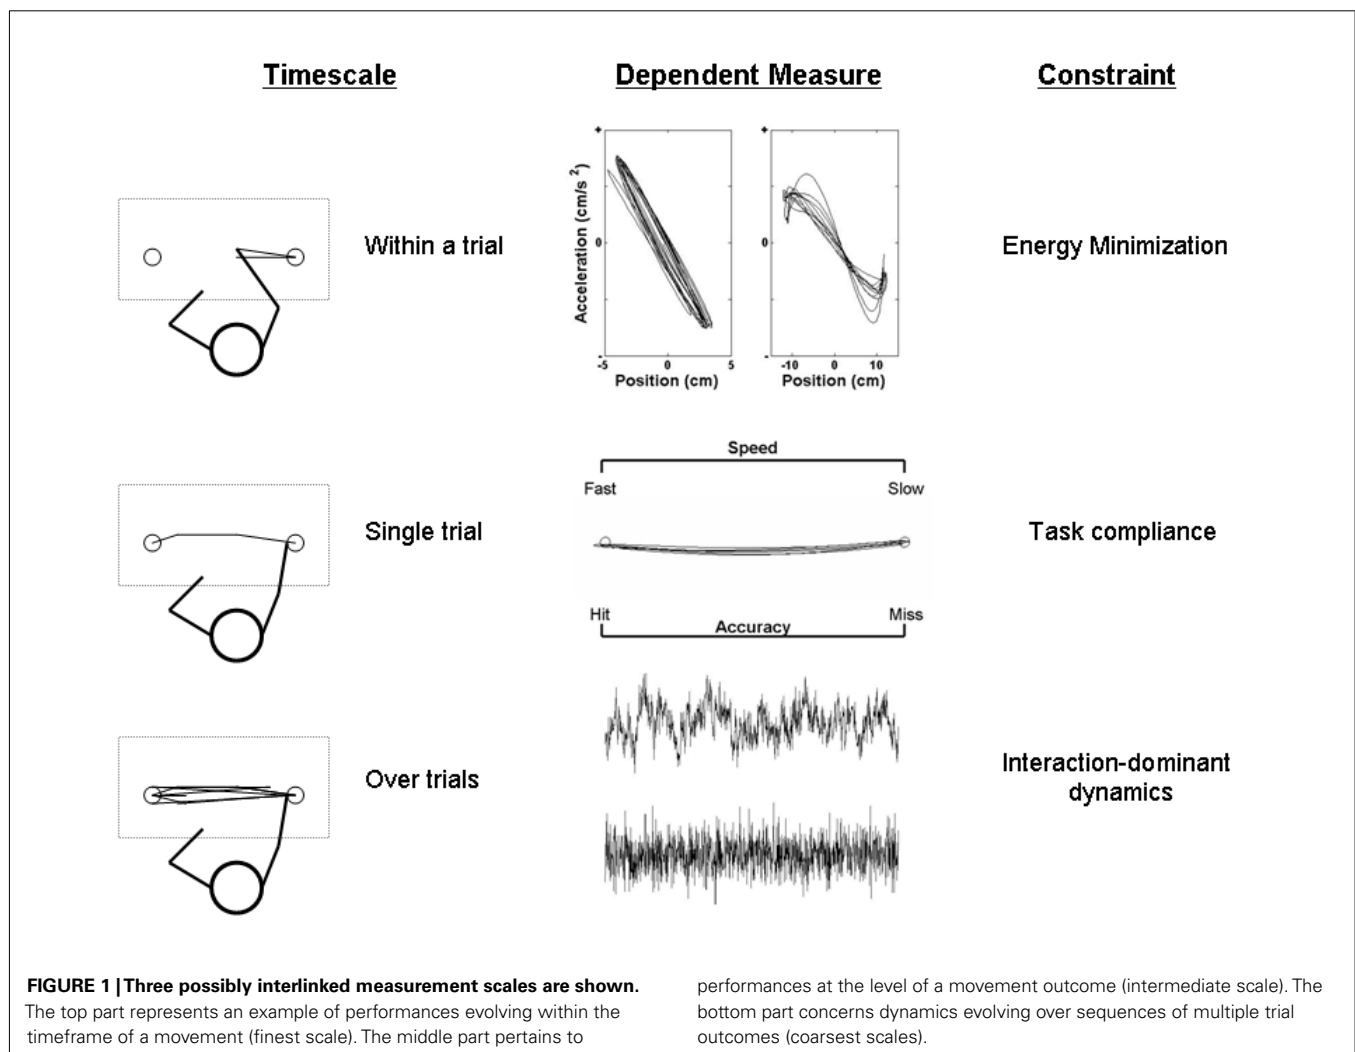 Timescale
Dependent Measure
Constraint
Within a trial
+
0
-
Acceleration (cm/s ²)
-5 0 5
Position (cm)
+
0
-
-10 0 10
Position (cm)
Energy Minimization
Single trial
Speed
Fast Slow
Hit Miss
Accuracy
Task compliance
Over trials
Interaction-dominant
dynamics
FIGURE 1 | Three possibly interlinked measurement scales are shown.
The top part represents an example of performances evolving within the
timeframe of a movement (finest scale). The middle part pertains to
performances at the level of a movement outcome (intermediate scale). The
bottom part concerns dynamics evolving over sequences of multiple trial
outcomes (coarsest scales).